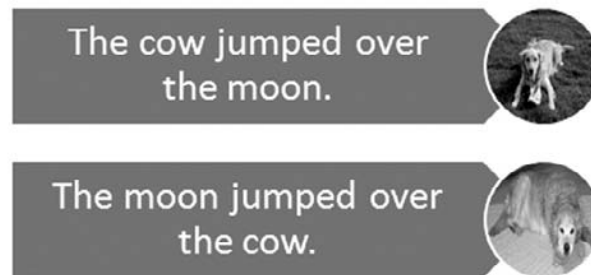 The cow jumped over
the moon.
The moon jumped over
the cow.